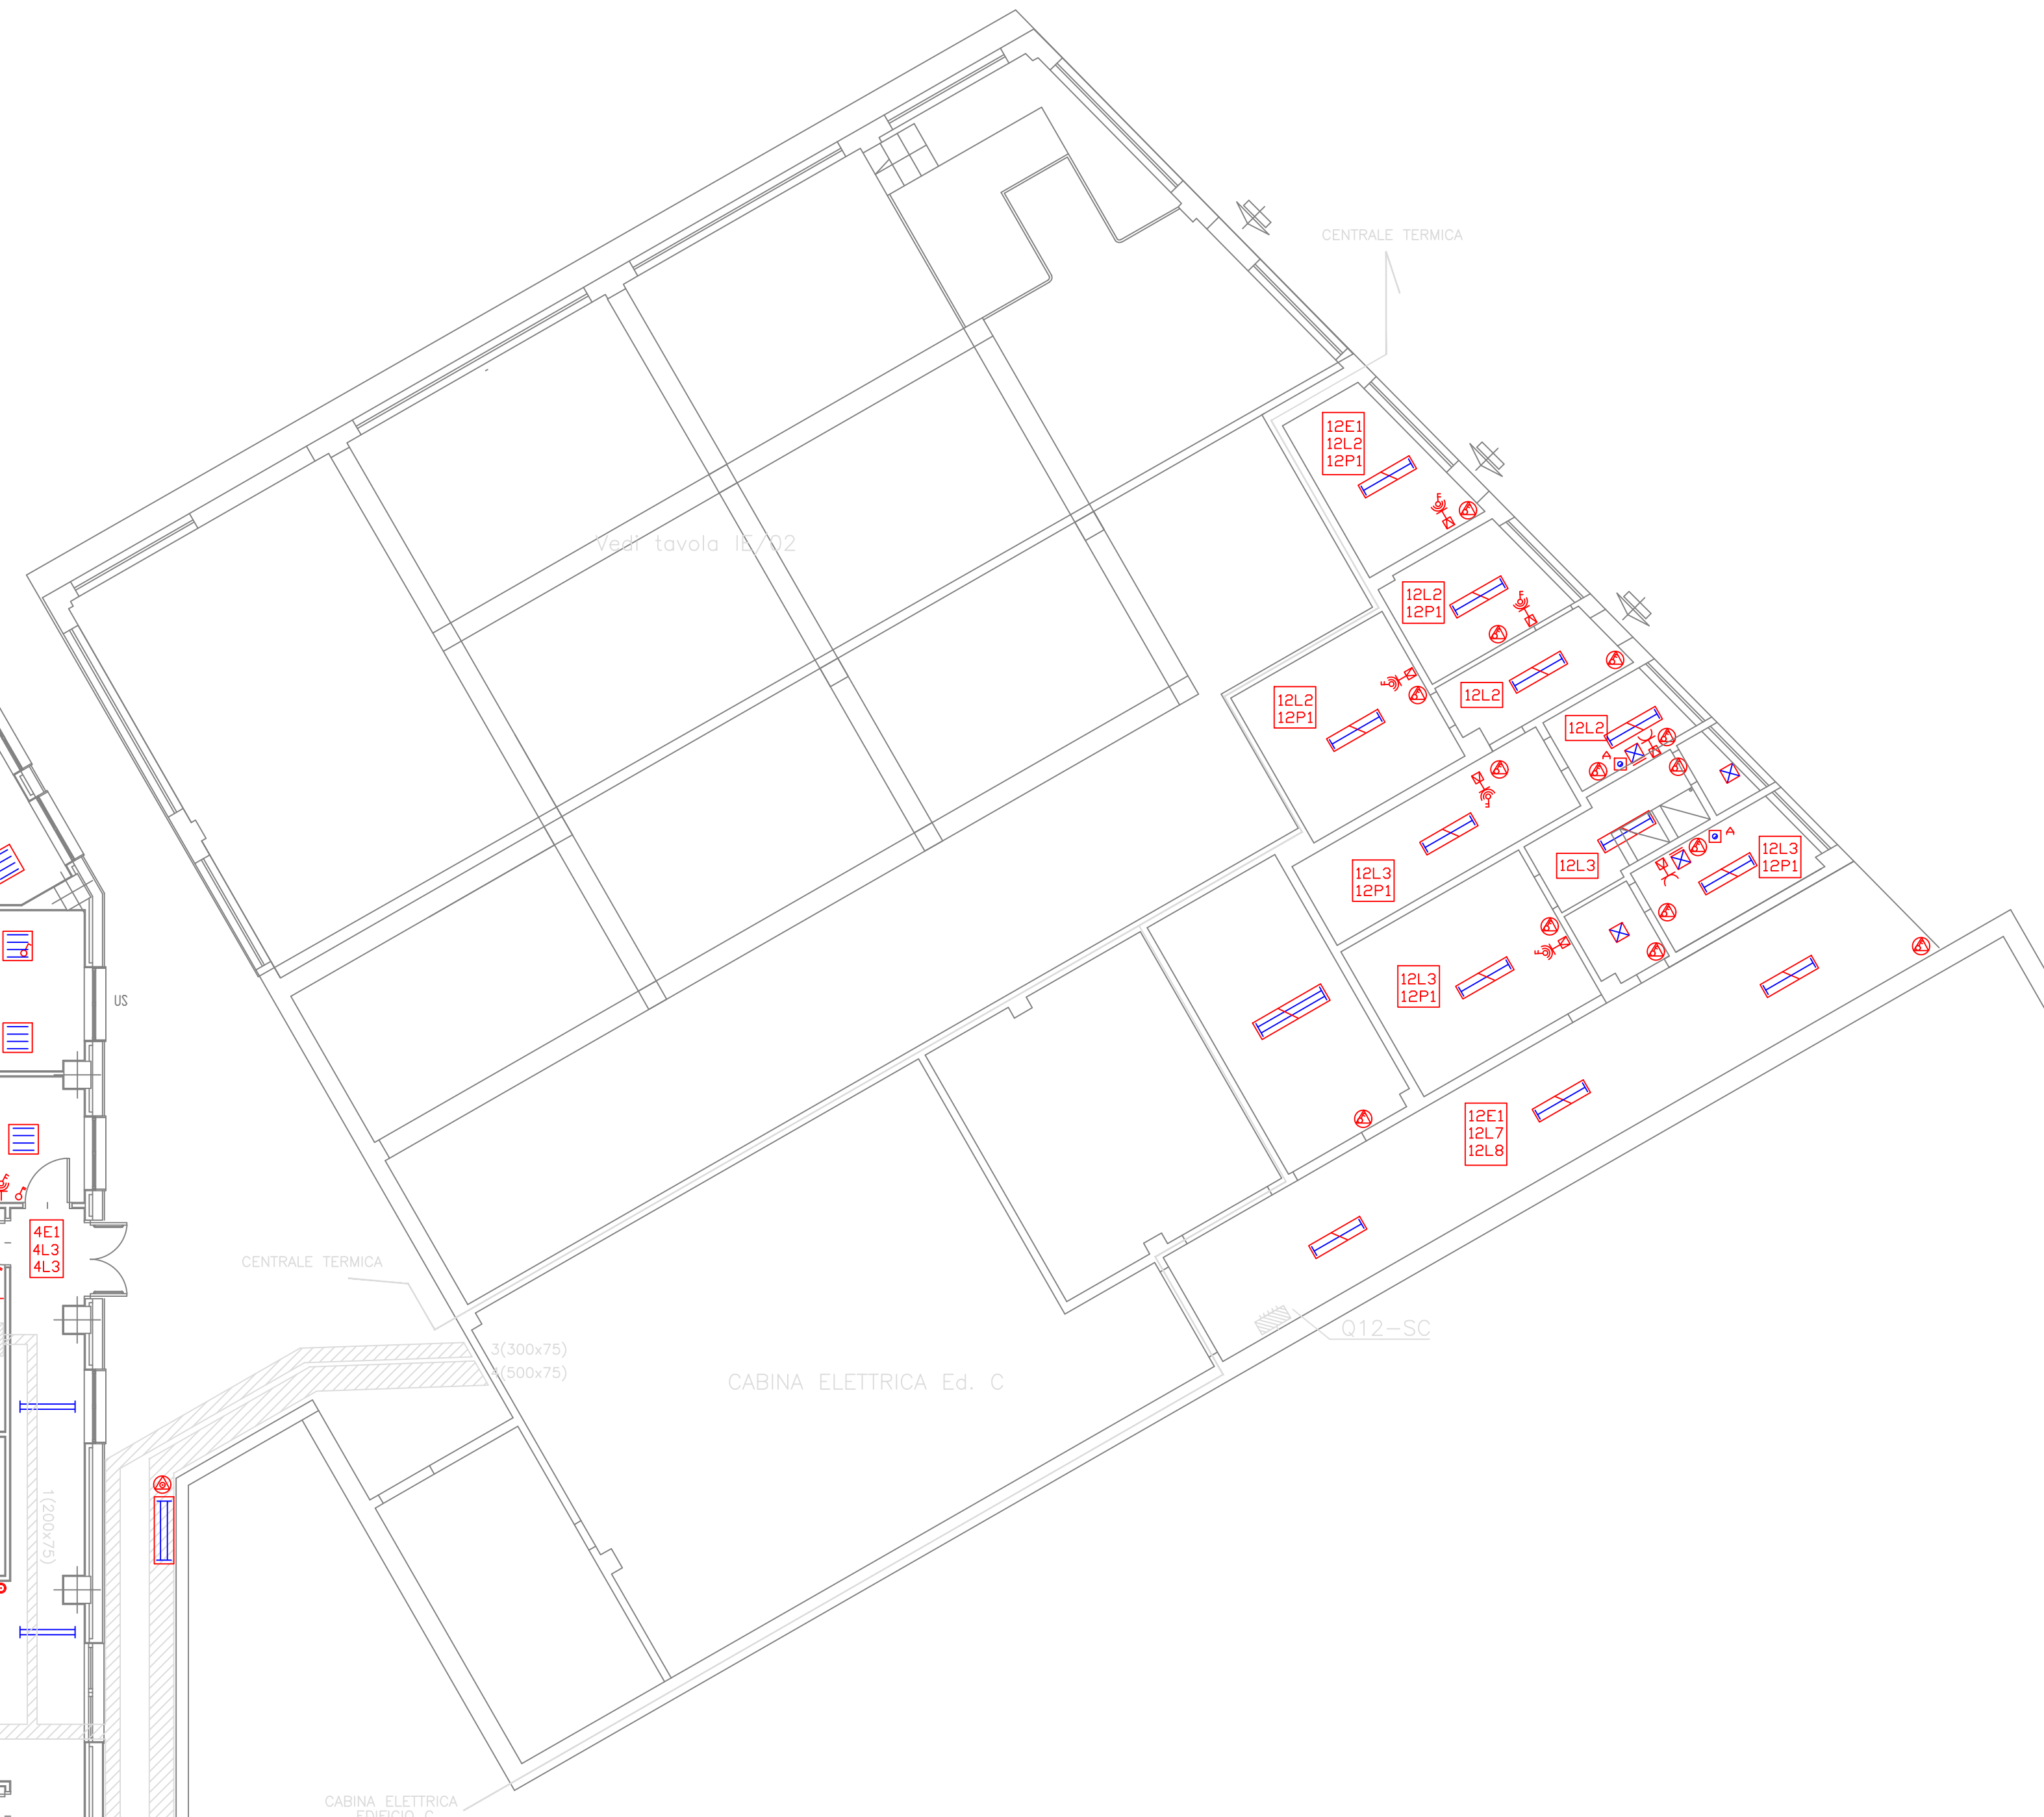 CENTRALE TERMICA
12E1
12L2
12P1
F
Vedi tavola IE/02
12L2
12P1
F
12L2
12P1
F
12L2
12L2
A
F
12L3
12P1
A
12L3
12L3
12P1
F
12L3
12P1
US
12E1
12L7
12L8
F
4E1
4L3
4L3
CENTRALE TERMICA
Q12-SC
3(300x75)
4(500x75)
CABINA ELETTRICA Ed. C
1(200x75)
CABINA ELETTRICA
EDIFICIO C